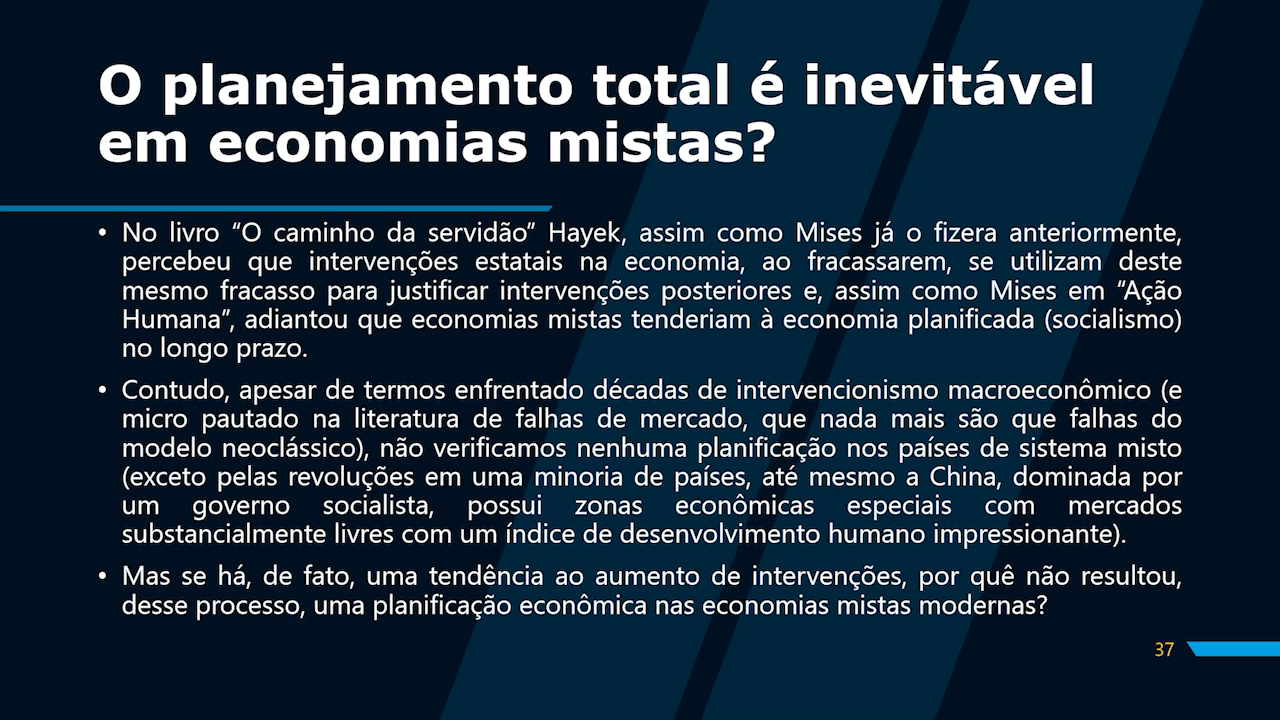 O planejamento total é inevitável
em economias mistas?
• No livro “O caminho da servidão” Hayek, assim como Mises já o fizera anteriormente,
percebeu que intervenções estatais na economia, ao fracassarem, se utilizam deste
mesmo fracasso para justificar intervenções posteriores e, assim como Mises em “Ação
Humana”, adiantou que economias mistas tenderiam à economia planificada (socialismo)
no longo prazo.
• Contudo, apesar de termos enfrentado décadas de intervencionismo macroeconômico (e
micro pautado na literatura de falhas de mercado, que nada mais são que falhas do
modelo neoclássico), não verificamos nenhuma planificação nos países de sistema misto
(exceto pelas revoluções em uma minoria de países, até mesmo a China, dominada por
um governo socialista, possui zonas econômicas especiais com mercados
substancialmente livres com um índice de desenvolvimento humano impressionante).
• Mas se há, de fato, uma tendência ao aumento de intervenções, por quê não resultou,
desse processo, uma planificação econômica nas economias mistas modernas?
37